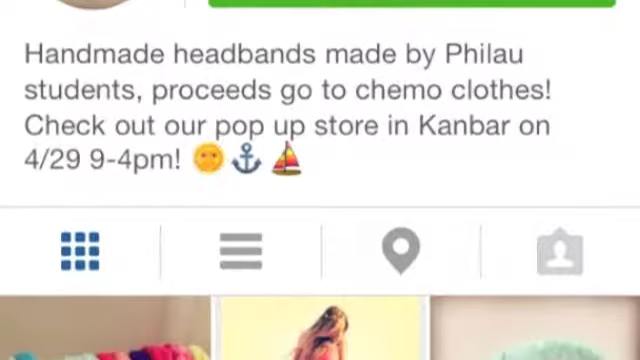 Handmade headbands made by Philau
students, proceeds go to chemo clothes!
Check out our pop up store in Kanbar on
4/29 9-4pm! 🌞⚓⛵